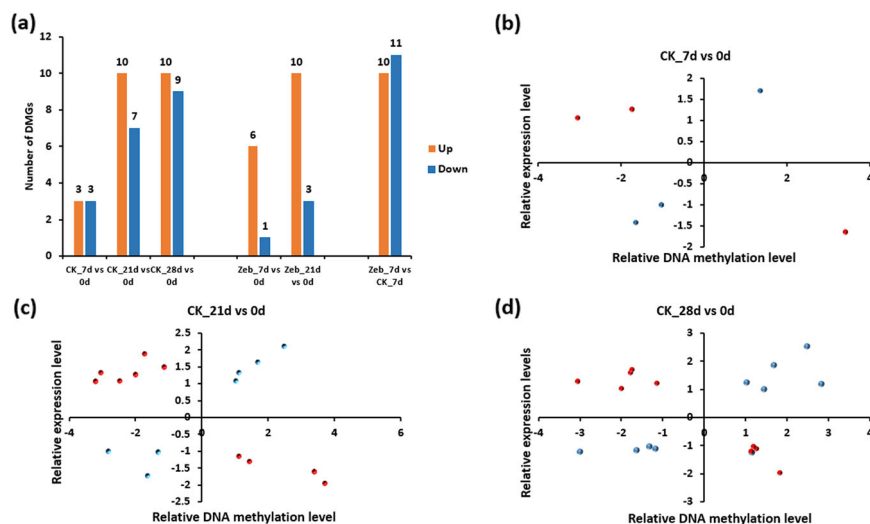 (a)
12
10
8
6
4
2
0
Number of DMGs
3 3
10 7
10 9
6 1
10 3
10 11
CK_7d vs 0d
CK_21d vs 0d
CK_28d vs 0d
Zeb_7d vs 0d
Zeb_21d vs 0d
Zeb_7d vs CK_7d
Up
Down
(b)
CK_7d vs 0d
Relative expression level
2
1.5
1
0.5
0
-0.5
-1
-1.5
-2
-4 -2 0 2 4
Relative DNA methylation level
(c)
CK_21d vs 0d
Relative expression level
2.5
2
1.5
1
0.5
0
-0.5
-1
-1.5
-2
-2.5
-4 -2 0 2 4 6
Relative DNA methylation level
(d)
CK_28d vs 0d
Relative expression levels
3
2
1
0
-1
-2
-3
-4 -3 -2 -1 0 1 2 3 4
Relative DNA methylation level